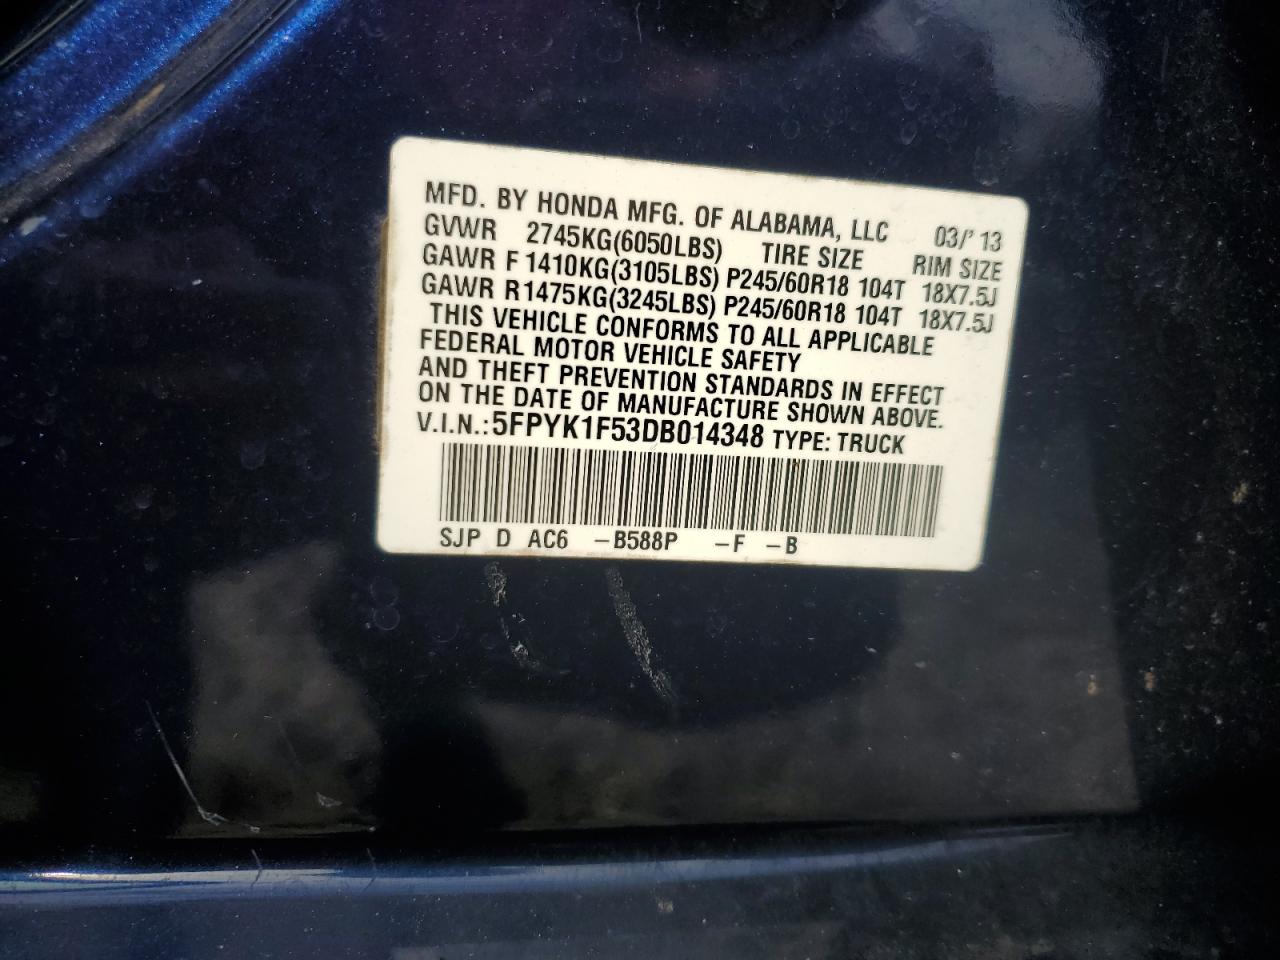 MFD. BY HONDA MFG. OF ALABAMA, LLC 03/'13
GVWR 2745KG(6050LBS) TIRE SIZE RIM SIZE
GAWR F 1410KG(3105LBS) P245/60R18 104T 18X7.5J
GAWR R1475KG(3245LBS) P245/60R18 104T 18X7.5J
THIS VEHICLE CONFORMS TO ALL APPLICABLE
FEDERAL MOTOR VEHICLE SAFETY
AND THEFT PREVENTION STANDARDS IN EFFECT
ON THE DATE OF MANUFACTURE SHOWN ABOVE.
V.I.N.:5FPYK1F53DB014348 TYPE: TRUCK
SJP D AC6 -B588P -F -B